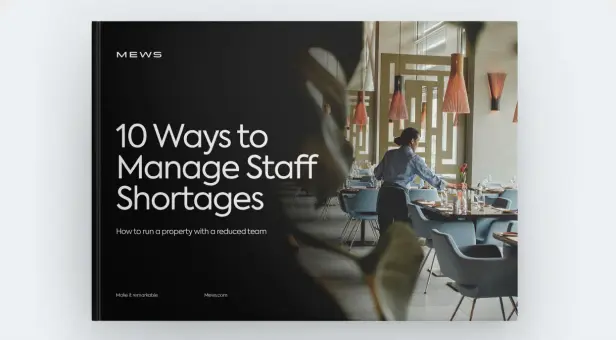 MEWS
10 Ways to
Manage Staff
Shortages
How to run a property with a reduced team
Make it remarkable.
Mews.com